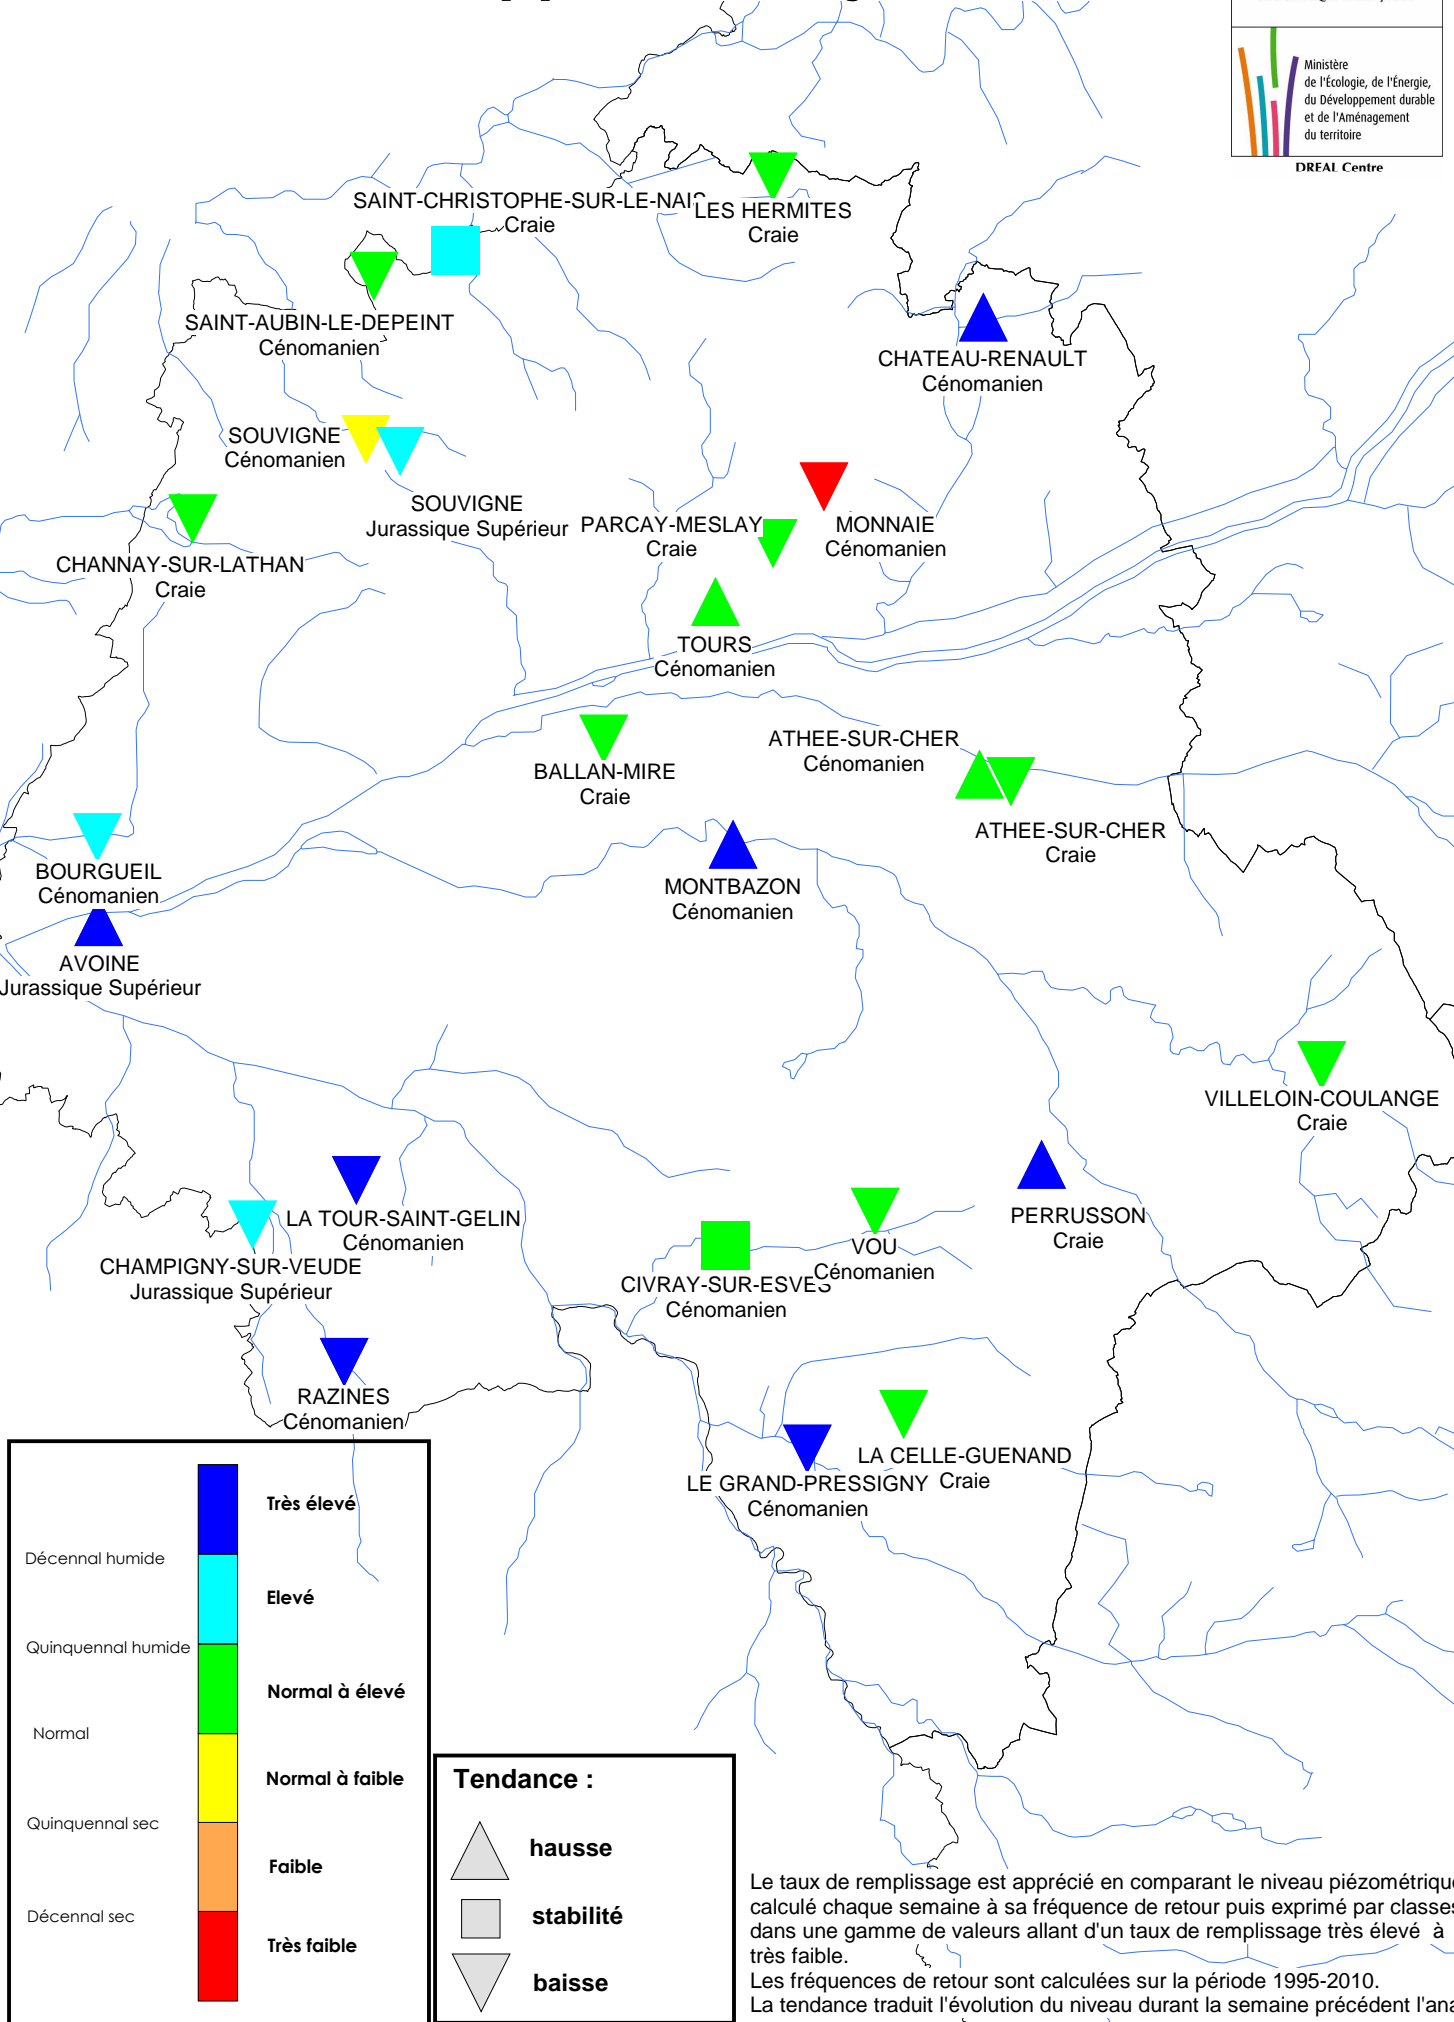 Ministère
de l'Écologie, de l'Énergie,
du Développement durable
et de l'Aménagement
du territoire
DREAL Centre
SAINT-CHRISTOPHE-SUR-LE-NAIS
Craie
LES HERMITES
Craie
SAINT-AUBIN-LE-DEPEINT
Cénomanien
CHATEAU-RENAULT
Cénomanien
SOUVIGNE
Cénomanien
SOUVIGNE
Jurassique Supérieur
PARCAY-MESLAY
Craie
MONNAIE
Cénomanien
CHANNAY-SUR-LATHAN
Craie
TOURS
Cénomanien
ATHEE-SUR-CHER
Cénomanien
BALLAN-MIRE
Craie
ATHEE-SUR-CHER
Craie
BOURGUEIL
Cénomanien
MONTBAZON
Cénomanien
AVOINE
Jurassique Supérieur
VILLELOIN-COULANGE
Craie
LA TOUR-SAINT-GELIN
Cénomanien
PERRUSSON
Craie
VOU
Cénomanien
CHAMPIGNY-SUR-VEUDE
Jurassique Supérieur
CIVRAY-SUR-ESVES
Cénomanien
RAZINES
Cénomanien
LA CELLE-GUENAND
Craie
LE GRAND-PRESSIGNY
Cénomanien
Très élevé
Décennal humide
Elevé
Quinquennal humide
Normal à élevé
Normal
Normal à faible
Quinquennal sec
Faible
Décennal sec
Très faible
Tendance :
hausse
stabilité
baisse
Le taux de remplissage est apprécié en comparant le niveau piézométrique
calculé chaque semaine à sa fréquence de retour puis exprimé par classes
dans une gamme de valeurs allant d'un taux de remplissage très élevé à
très faible.
Les fréquences de retour sont calculées sur la période 1995-2010.
La tendance traduit l'évolution du niveau durant la semaine précédent l'ana